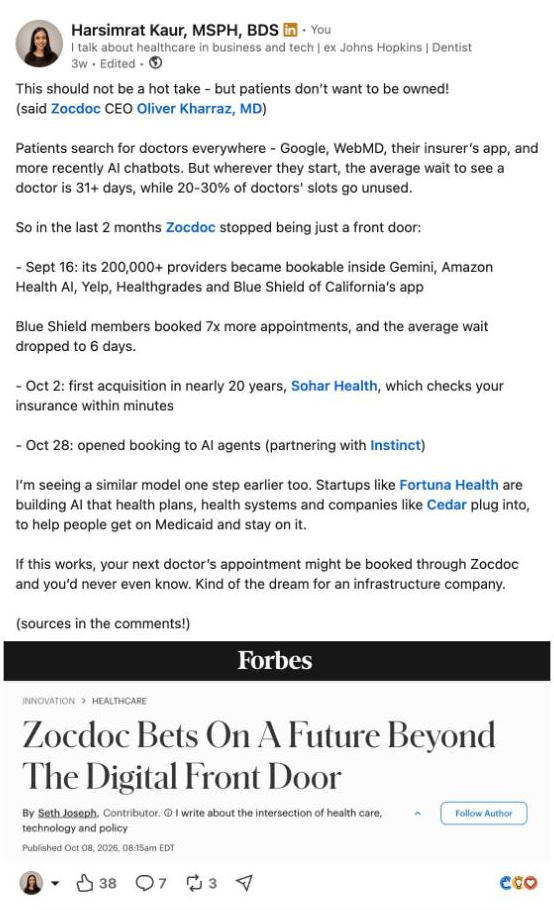 Harsimrat Kaur, MSPH, BDS in · You
I talk about healthcare in business and tech | ex Johns Hopkins | Dentist
3w · Edited ·
This should not be a hot take - but patients don’t want to be owned!
(said Zocdoc CEO Oliver Kharraz, MD)
Patients search for doctors everywhere - Google, WebMD, their insurer’s app, and
more recently AI chatbots. But wherever they start, the average wait to see a
doctor is 31+ days, while 20-30% of doctors' slots go unused.
So in the last 2 months Zocdoc stopped being just a front door:
- Sept 16: its 200,000+ providers became bookable inside Gemini, Amazon
Health AI, Yelp, Healthgrades and Blue Shield of California’s app
Blue Shield members booked 7x more appointments, and the average wait
dropped to 6 days.
- Oct 2: first acquisition in nearly 20 years, Sohar Health, which checks your
insurance within minutes
- Oct 28: opened booking to AI agents (partnering with Instinct)
I’m seeing a similar model one step earlier too. Startups like Fortuna Health are
building AI that health plans, health systems and companies like Cedar plug into,
to help people get on Medicaid and stay on it.
If this works, your next doctor’s appointment might be booked through Zocdoc
and you’d never even know. Kind of the dream for an infrastructure company.
(sources in the comments!)
Forbes
INNOVATION > HEALTHCARE
Zocdoc Bets On A Future Beyond
The Digital Front Door
By Seth Joseph, Contributor. I write about the intersection of health care,
technology and policy
Follow Author
Published Oct 08, 2026, 08:15am EDT
38 7 3